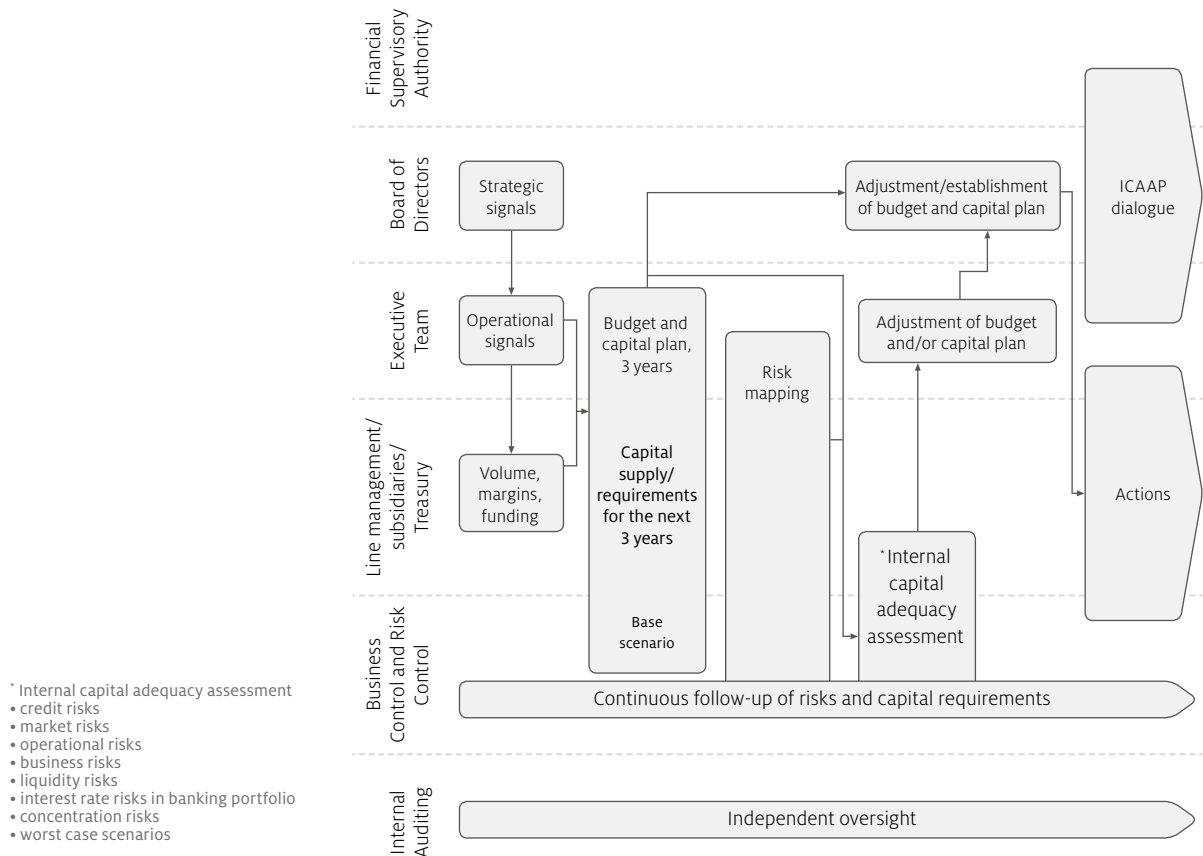 Financial
Supervisory
Authority
Board of
Directors
Strategic
signals
Adjustment/establishment
of budget and capital plan
ICAAP
dialogue
Executive
Team
Operational
signals
Budget and
capital plan,
3 years
Risk
mapping
Adjustment of budget
and/or capital plan
Line management/
subsidiaries/
Treasury
Volume,
margins,
funding
Capital
supply/
requirements
for the next
3 years
Actions
* Internal
capital
adequacy
assessment
Business
Control and Risk
Control
Base
scenario
Continuous follow-up of risks and capital requirements
Internal
Auditing
Independent oversight
* Internal capital adequacy assessment
• credit risks
• market risks
• operational risks
• business risks
• liquidity risks
• interest rate risks in banking portfolio
• concentration risks
• worst case scenarios